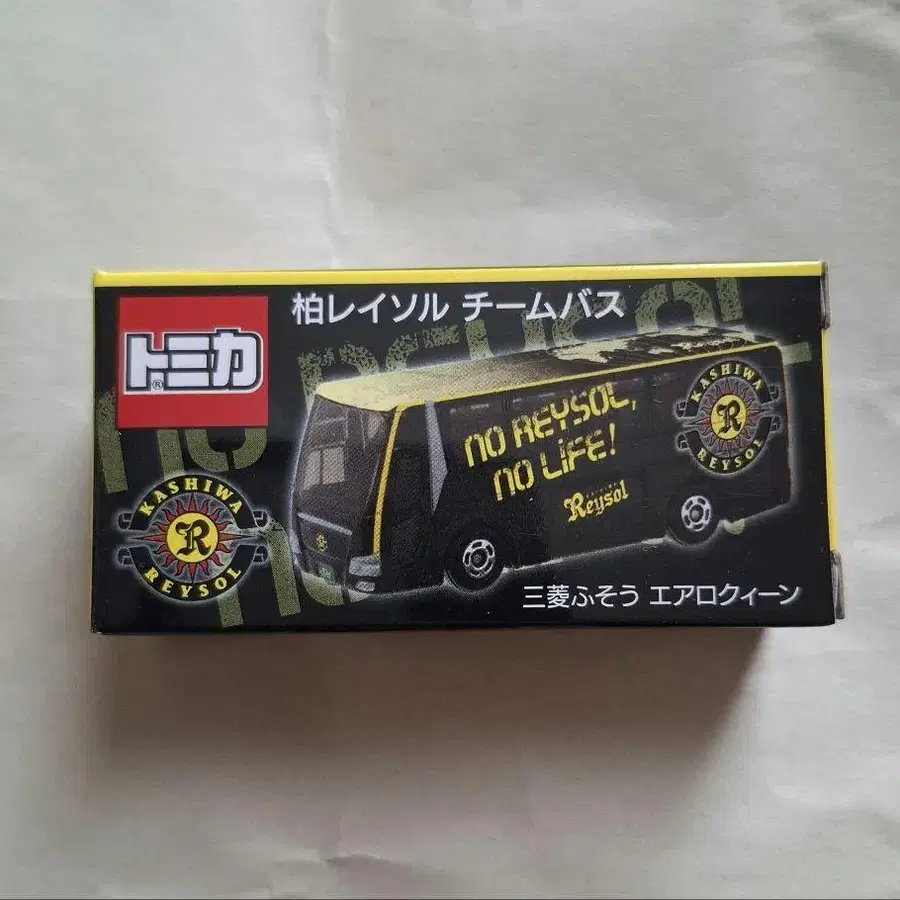 柏レイソル チームバス
トミカ®
NO REYSOL,
NO LIFE!
Reysol
KASHIWA
R
REYSOL
KASHIWA
R
REYSOL
三菱ふそう エアロクィーン